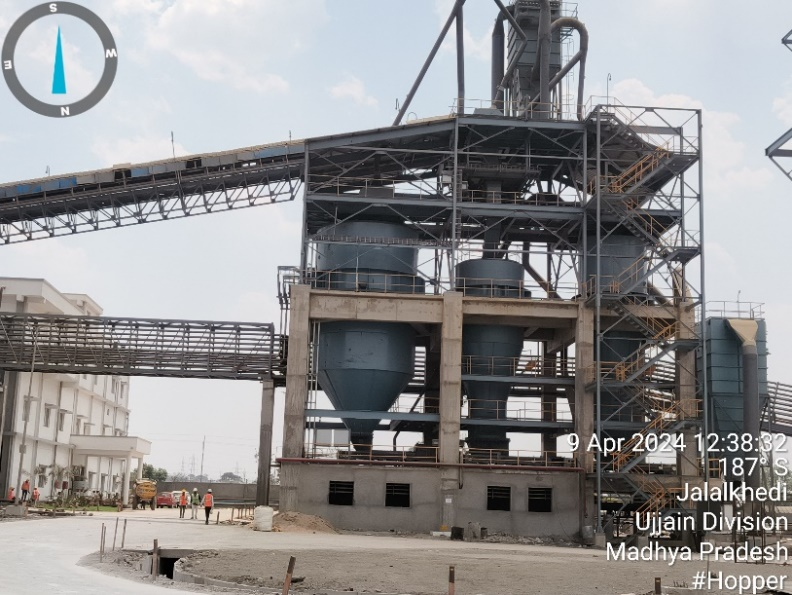 S
E
W
N
9 Apr 2024 12:38:32
187° S
Jalalkhedi
Ujjain Division
Madhya Pradesh
#Hopper